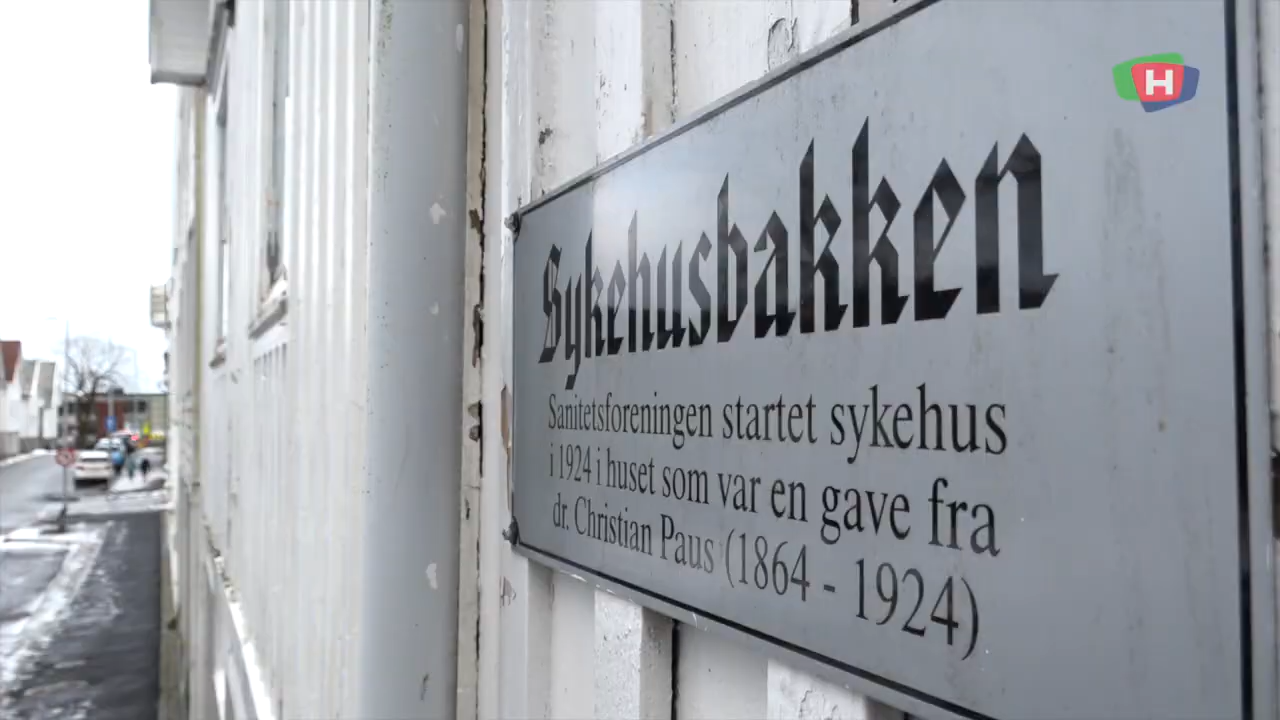 H
Sykehusbakken
Sanitetsforeningen startet sykehus
i 1924 i huset som var en gave fra
dr. Christian Paus (1864 - 1924)